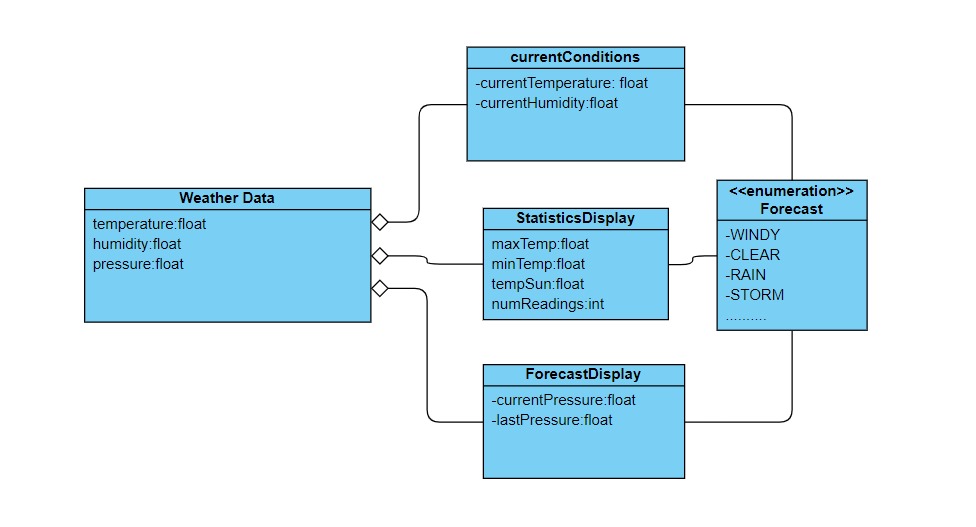 currentConditions
-currentTemperature: float
-currentHumidity:float
Weather Data
temperature:float
humidity:float
pressure:float
StatisticsDisplay
maxTemp:float
minTemp:float
tempSun:float
numReadings:int
<<enumeration>>
Forecast
-WINDY
-CLEAR
-RAIN
-STORM
..........
ForecastDisplay
-currentPressure:float
-lastPressure:float